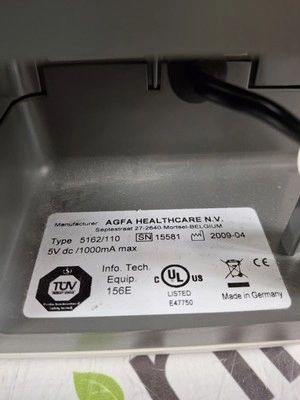 Manufacturer: AGFA HEALTHCARE N.V.
Septestraat 27-2640 Mortsel-BELGIUM
Type 5162/110 SN 15581 2009-04
5V dc /1000mA max
Info. Tech.
Equip.
156E
TÜV
C UL US
LISTED
E47750
CE
Made in Germany